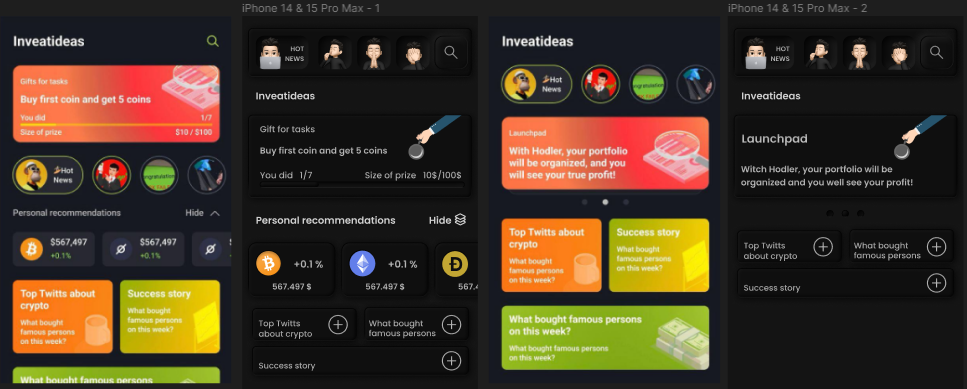 iPhone 14 & 15 Pro Max - 1
iPhone 14 & 15 Pro Max - 2
Inveatideas
Gifts for tasks
Buy first coin and get 5 coins
You did 1/7
Size of prize $10 / $100
Hot
News
Personal recommendations Hide
$567,497
+0.1%
$567,497
+0.1%
Top Twitts about
crypto
What bought
famous persons
on this week?
Success story
What bought
famous persons
on this week?
What bought famous persons
HOT
NEWS
Inveatideas
Gift for tasks
Buy first coin and get 5 coins
You did 1/7 Size of prize 10$/100$
Personal recommendations Hide
+0.1 %
567.497 $
+0.1 %
567.497 $
567.4
Top Twitts
about crypto
What bought
famous persons
Success story
Inveatideas
Hot
News
Launchpad
With Hodler, your portfolio
will be organized, and you
will see your true profit!
Top Twitts about
crypto
What bought
famous persons
on this week?
Success story
What bought
famous persons
on this week?
What bought famous persons
on this week?
What bought famous persons
on this week?
HOT
NEWS
Inveatideas
Launchpad
Witch Hodler, your portfolio will be
organized and you well see your profit!
Top Twitts
about crypto
What bought
famous persons
Success story